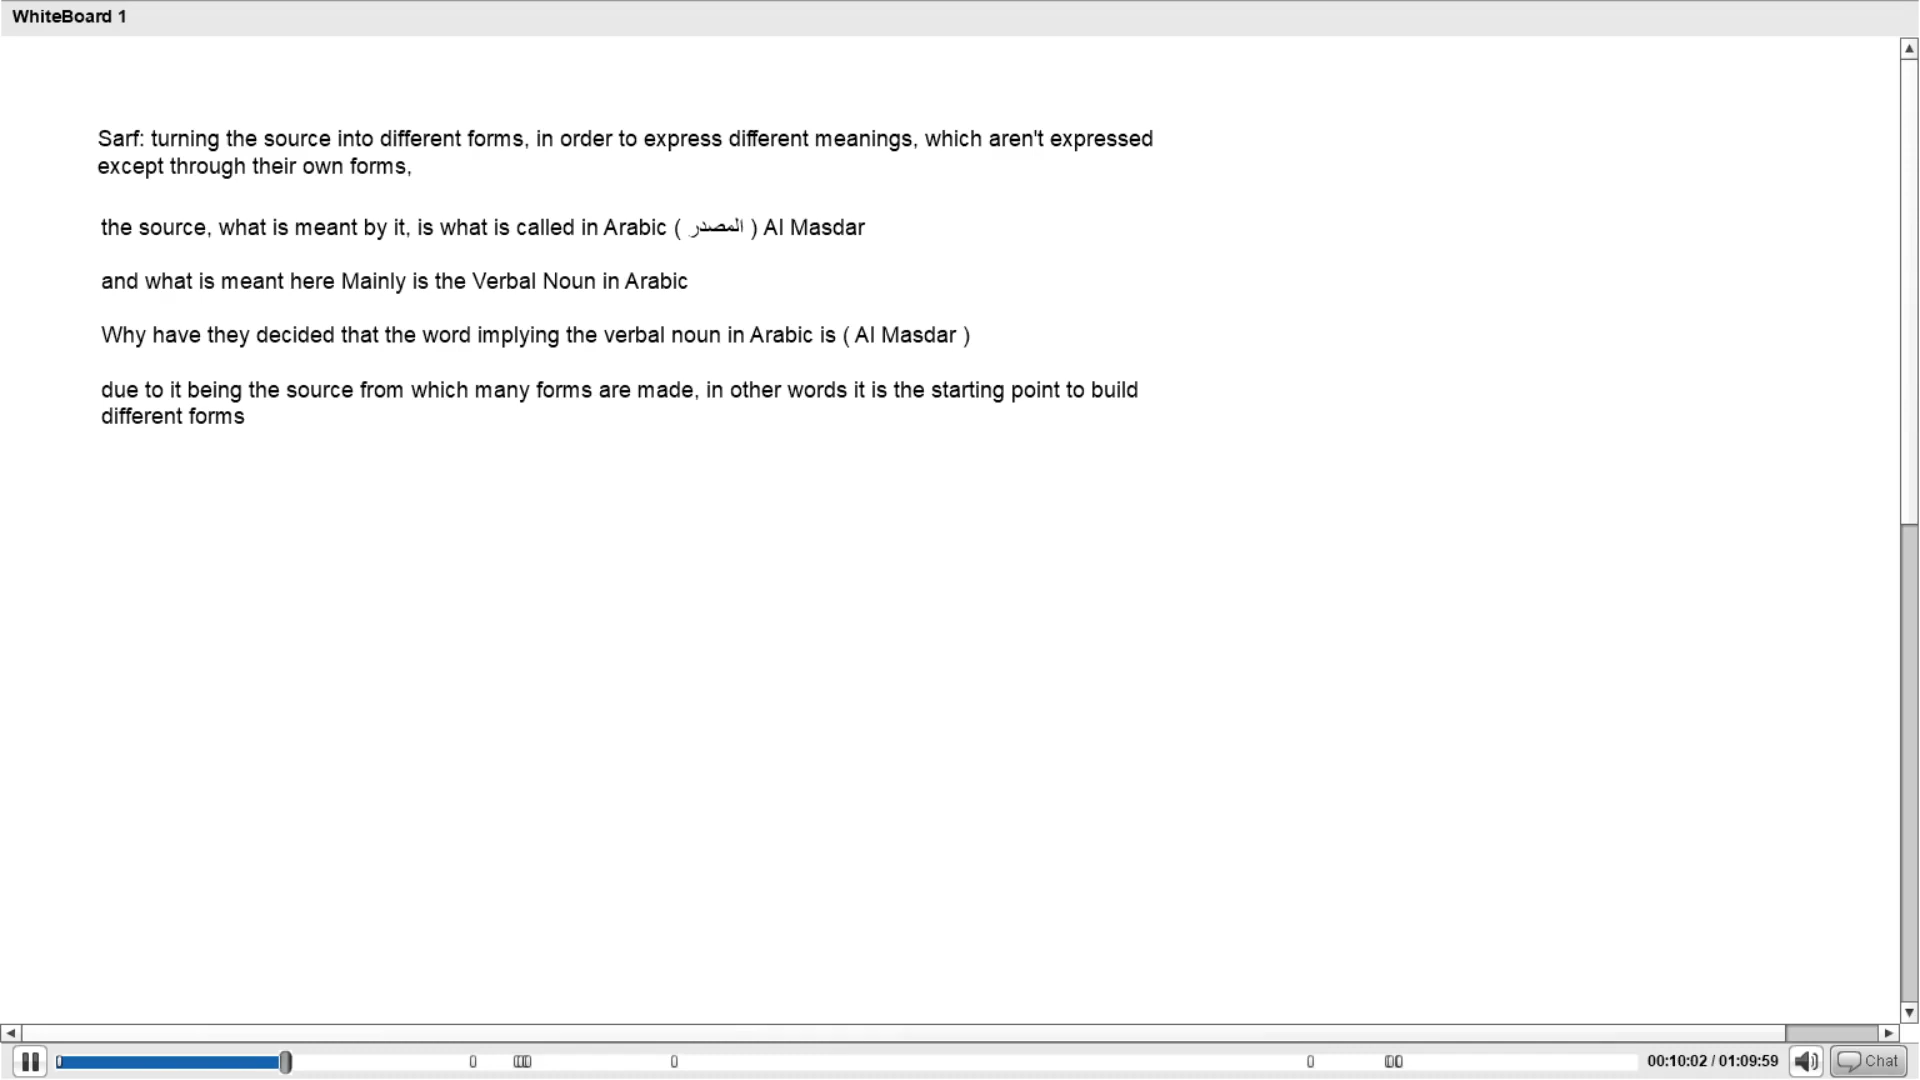 WhiteBoard 1
Sarf: turning the source into different forms, in order to express different meanings, which aren't expressed
except through their own forms,
the source, what is meant by it, is what is called in Arabic ( المصدر ) Al Masdar
and what is meant here Mainly is the Verbal Noun in Arabic
Why have they decided that the word implying the verbal noun in Arabic is ( Al Masdar )
due to it being the source from which many forms are made, in other words it is the starting point to build
different forms
00:10:02 / 01:09:59
Chat